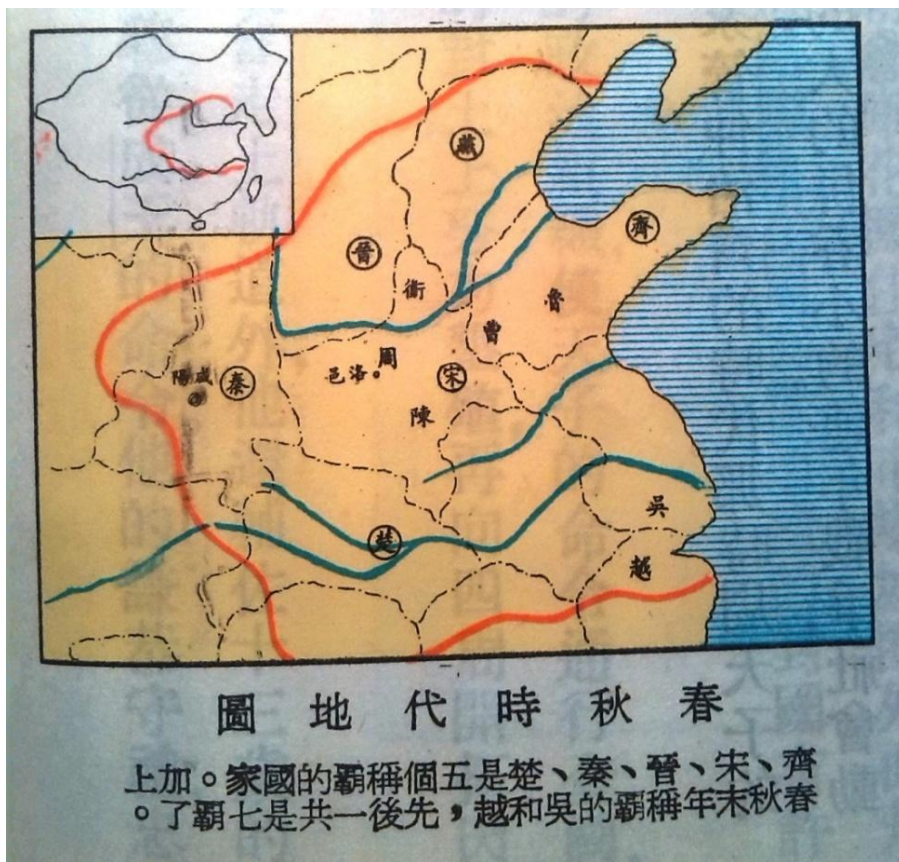 燕
齊
晉
衛
魯
曹
周
洛邑
宋
咸陽
秦
陳
楚
吳
越
春秋時代地圖
齊、宋、晉、秦、楚是五個稱霸的國家。加上
春秋末年稱霸的吳和越,先後一共是七霸了。